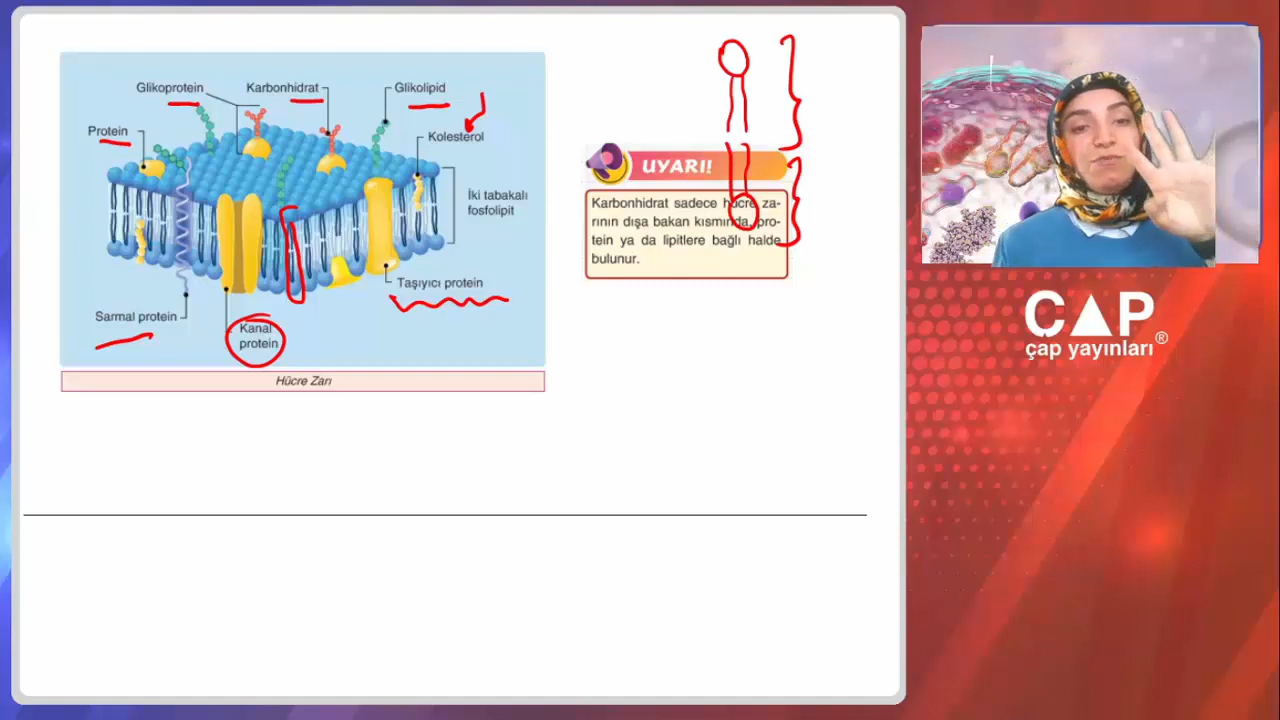 Glikoprotein
Karbonhidrat
Glikolipid
Protein
Kolesterol
İki tabakalı
fosfolipit
Taşıyıcı protein
Sarmal protein
Kanal
protein
Hücre Zarı
UYARI!
Karbonhidrat sadece hücre za-
rının dışa bakan kısmında, pro-
tein ya da lipitlere bağlı halde
bulunur.
ÇAP
çap yayınları®